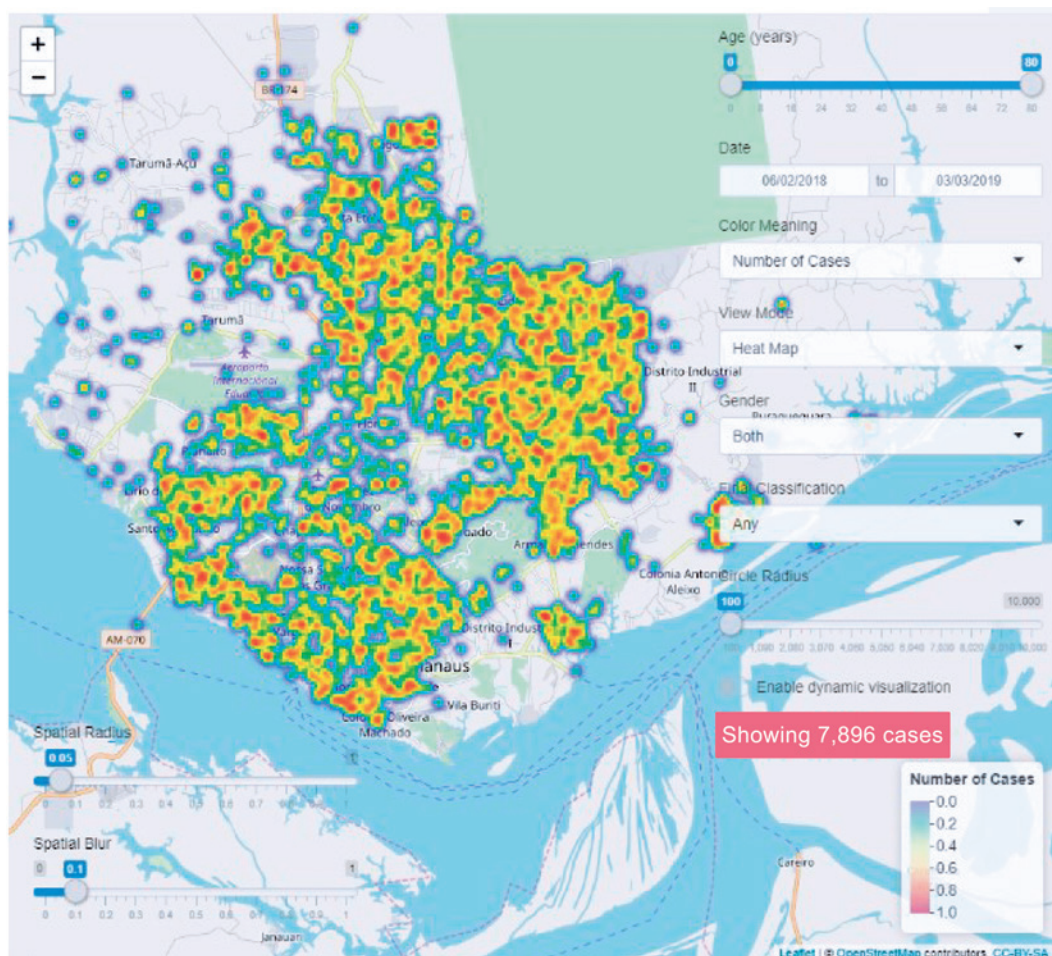 +
−
BR-174
Tarumã-Açu
Tarumã
Aeroporto
Internacional
AM-070
Janauari
Distrito Industrial
II
Puraquequara
Colonia Antonio
Aleixo
Distrito Industrial
I
Vila Buriti
Machado
Careiro
Age (years)
0 80
0 8 16 24 32 40 48 56 64 72 80
Date
06/02/2018 to 03/03/2019
Color Meaning
Number of Cases
View Mode
Heat Map
Gender
Both
Final Classification
Any
Circle Radius
100 10,000
Enable dynamic visualization
Showing 7,896 cases
Number of Cases
0.0
0.2
0.4
0.6
0.8
1.0
Spatial Radius
0.05 1
0 0.1 0.2 0.3 0.4 0.5 0.6 0.7 0.8 0.9 1
Spatial Blur
0 0.1 1
0 0.1 0.2 0.3 0.4 0.5 0.6 0.7 0.8 0.9 1
Leaflet | © OpenStreetMap contributors, CC-BY-SA